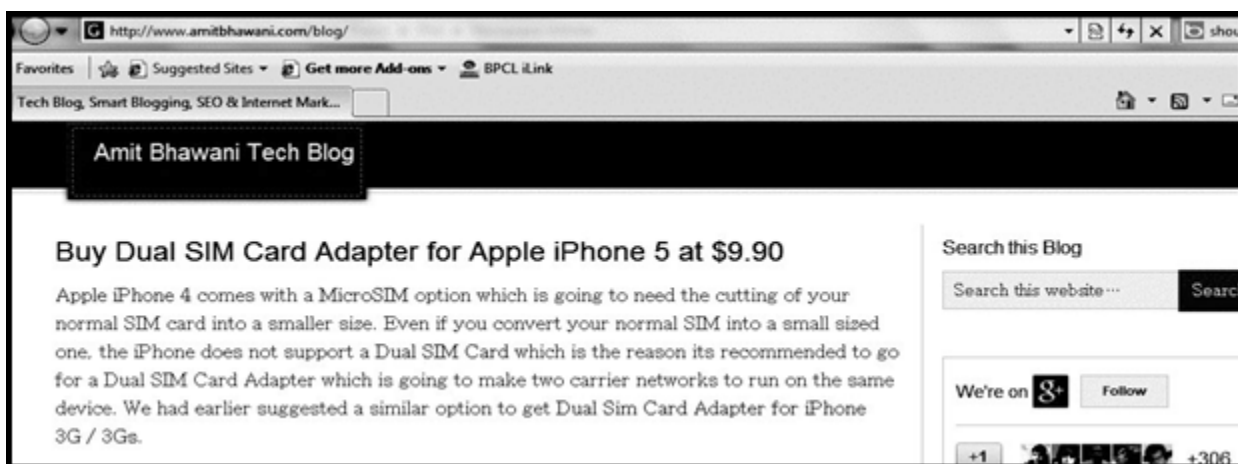 http://www.amitbhawani.com/blog/
shou
Favorites Suggested Sites Get more Add-ons BPCL iLink
Tech Blog, Smart Blogging, SEO & Internet Mark...
Amit Bhawani Tech Blog
Buy Dual SIM Card Adapter for Apple iPhone 5 at $9.90
Apple iPhone 4 comes with a MicroSIM option which is going to need the cutting of your
normal SIM card into a smaller size. Even if you convert your normal SIM into a small sized
one, the iPhone does not support a Dual SIM Card which is the reason its recommended to go
for a Dual SIM Card Adapter which is going to make two carrier networks to run on the same
device. We had earlier suggested a similar option to get Dual Sim Card Adapter for iPhone
3G / 3Gs.
Search this Blog
Search this website... Searc
We're on g+ Follow
+1 +306